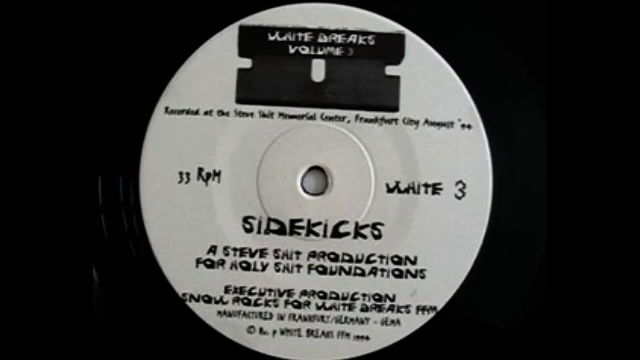 WHITE BREAKS
VOLUME 3
Recorded at the Steve Shit Memorial Center, Frankfurt City August '94
33 RpM
WHITE 3
SIDEKICKS
A STEVE SHIT PRODUCTION
FOR HOLY SHIT FOUNDATIONS
EXECUTIVE PRODUCTION
SNOW ROCKS FOR WHITE BREAKS FFM
MANUFACTURED IN FRANKFURT/GERMANY - GEMA
WHITE BREAKS FFM 1994